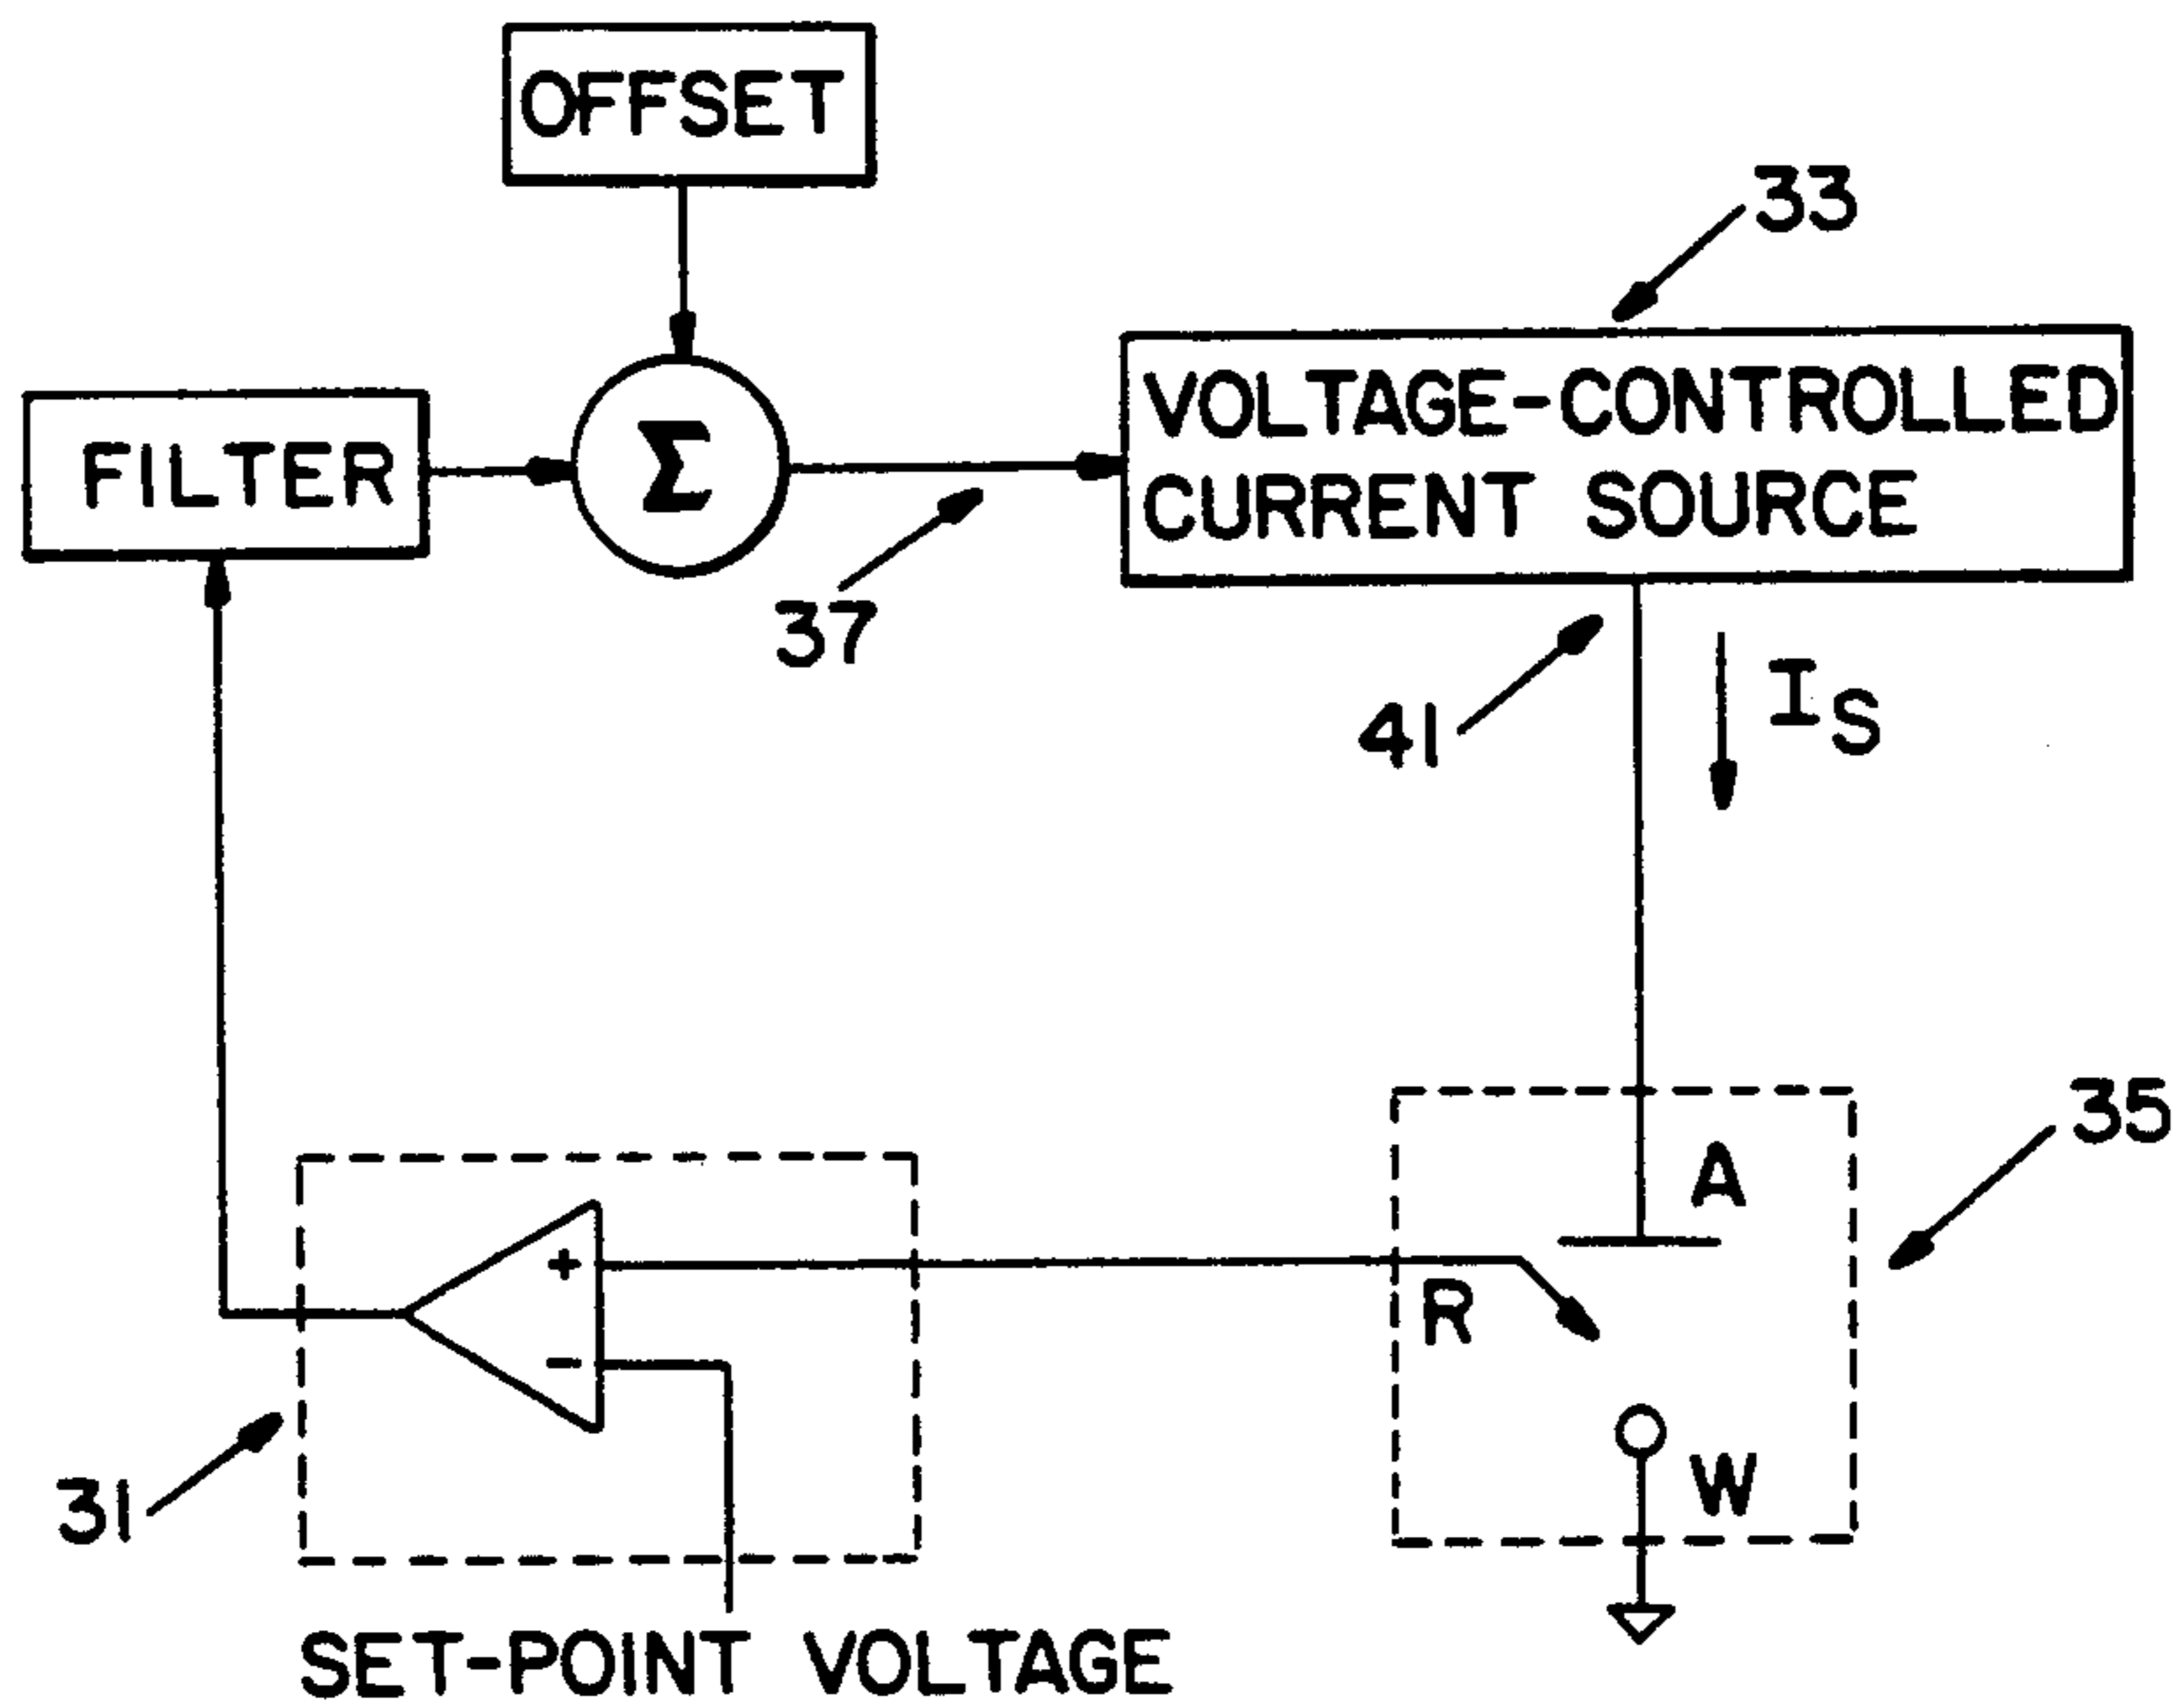 OFFSET
33
FILTER
Σ
VOLTAGE-CONTROLLED
CURRENT SOURCE
37
41
IS
35
A
+
R
−
31
W
SET-POINT VOLTAGE